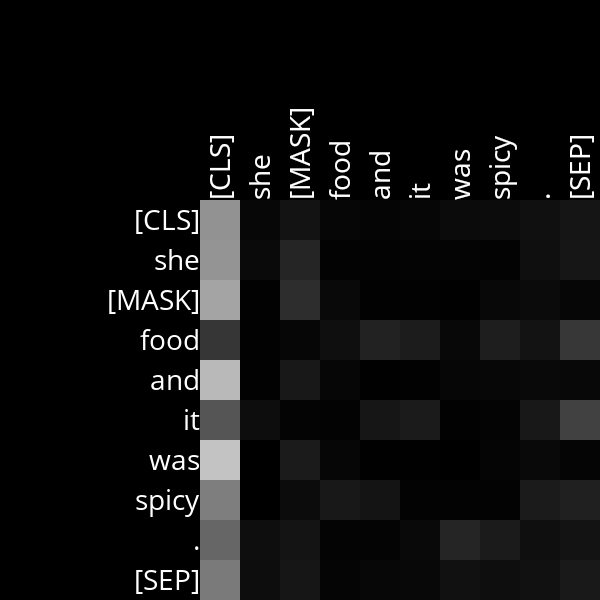 [CLS] she [MASK] food and it was spicy . [SEP]
[CLS]
she
[MASK]
food
and
it
was
spicy
.
[SEP]